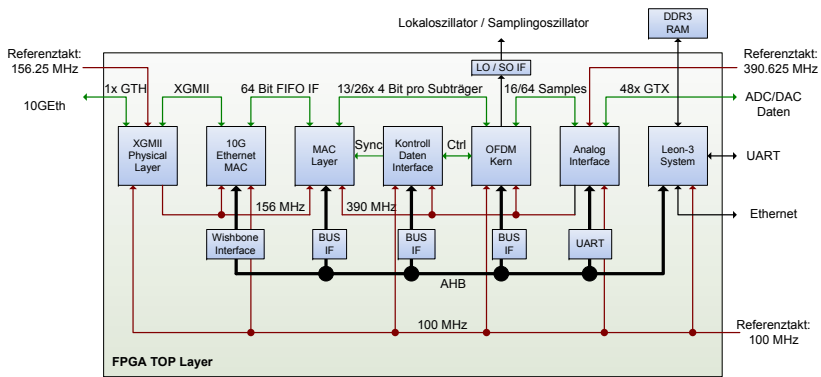 Lokaloszillator / Samplingoszillator
DDR3
RAM
Referenztakt:
156.25 MHz
LO / SO IF
Referenztakt:
390.625 MHz
1x GTH
XGMII
64 Bit FIFO IF
13/26x 4 Bit pro Subträger
16/64 Samples
48x GTX
10GEth
ADC/DAC
Daten
XGMII
Physical
Layer
10G
Ethernet
MAC
MAC
Layer
Sync
Kontroll
Daten
Interface
Ctrl
OFDM
Kern
Analog
Interface
Leon-3
System
UART
156 MHz
390 MHz
Ethernet
Wishbone
Interface
BUS
IF
BUS
IF
BUS
IF
UART
AHB
100 MHz
Referenztakt:
100 MHz
FPGA TOP Layer